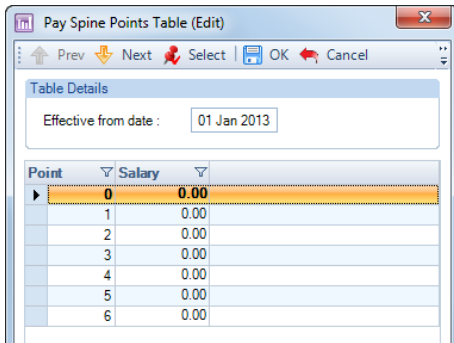 Pay Spine Points Table (Edit)
Prev Next Select OK Cancel
Table Details
Effective from date : 01 Jan 2013
Point Salary
0 0.00
1 0.00
2 0.00
3 0.00
4 0.00
5 0.00
6 0.00